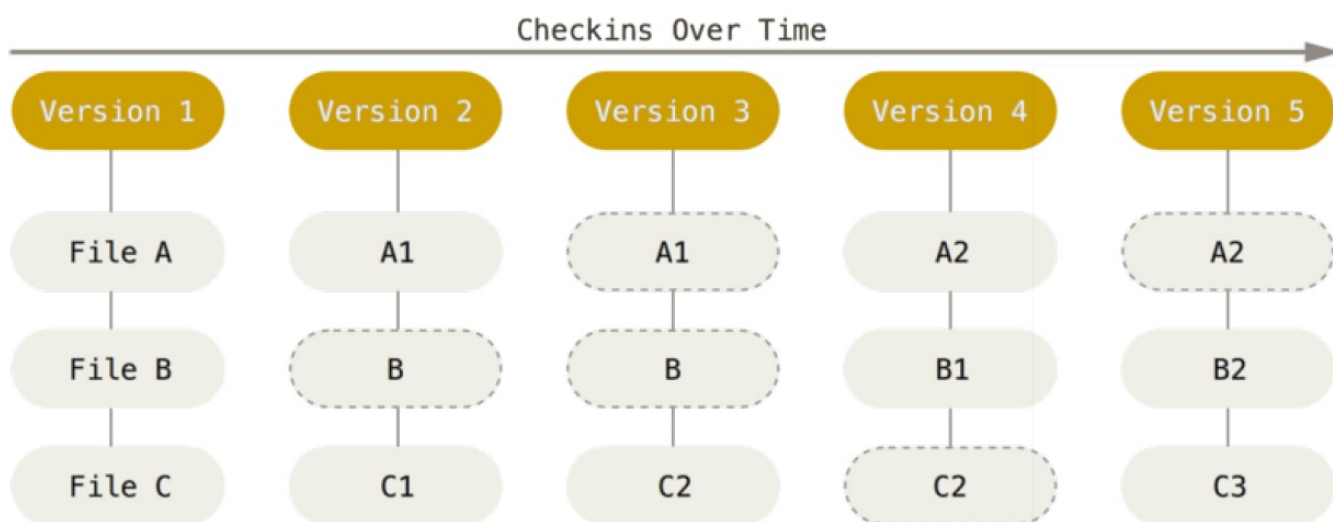 Checkins Over Time
Version 1 Version 2 Version 3 Version 4 Version 5
File A A1 A1 A2 A2
File B B B B1 B2
File C C1 C2 C2 C3